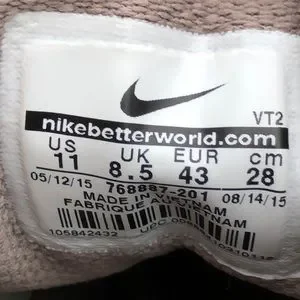 VT2
nikebetterworld.com
US UK EUR cm
11 8.5 43 28
05/12/15 768887-201 08/14/15
MADE IN
FABRIQUE AU VIETNAM
105842432
UPC